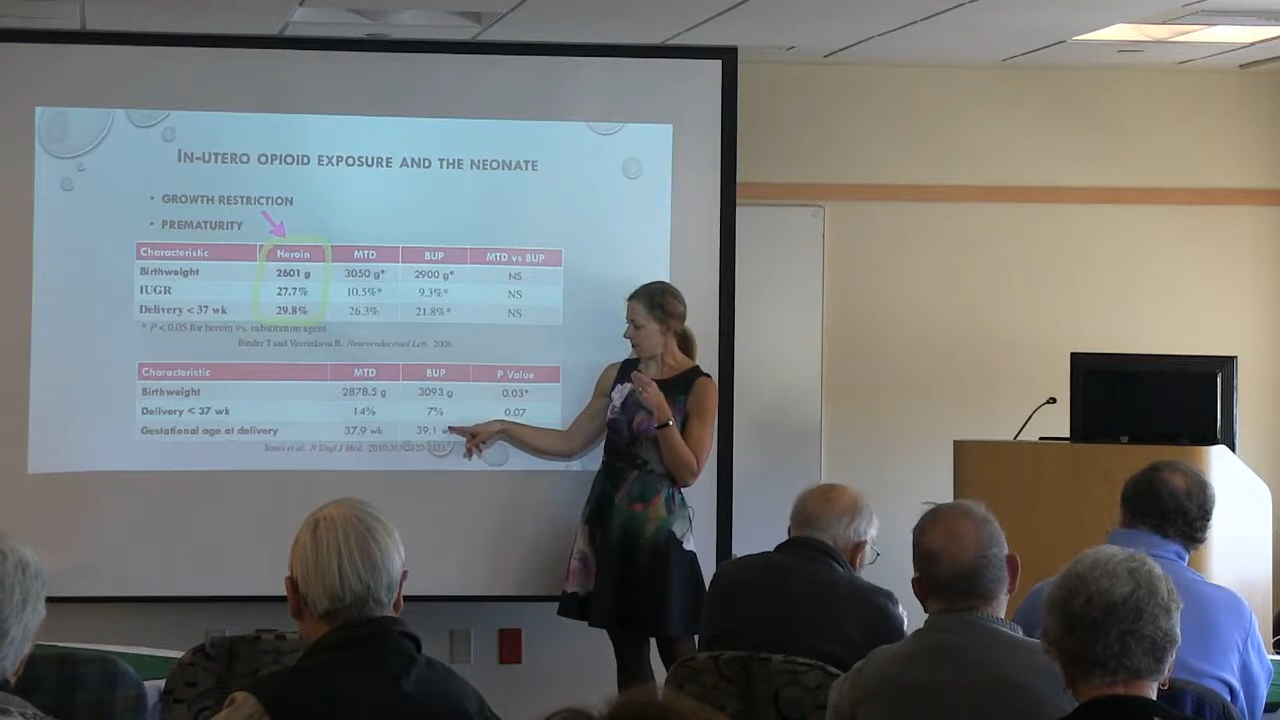 IN-UTERO OPIOID EXPOSURE AND THE NEONATE
• GROWTH RESTRICTION
• PREMATURITY
Characteristic Heroin MTD BUP MTD vs BUP
Birthweight 2601 g 3050 g* 2900 g* NS
IUGR 27.7% 10.5%* 9.3%* NS
Delivery < 37 wk 29.8% 26.3% 21.8%* NS
* P < 0.05 for heroin vs. substitution agent
Binder T and Vavrinkova B. Neuroendocrinol Lett. 2008.
Characteristic MTD BUP P Value
Birthweight 2878.5 g 3093 g 0.03*
Delivery < 37 wk 14% 7% 0.07
Gestational age at delivery 37.9 wk 39.1
Jones et al. N Engl J Med. 2010;